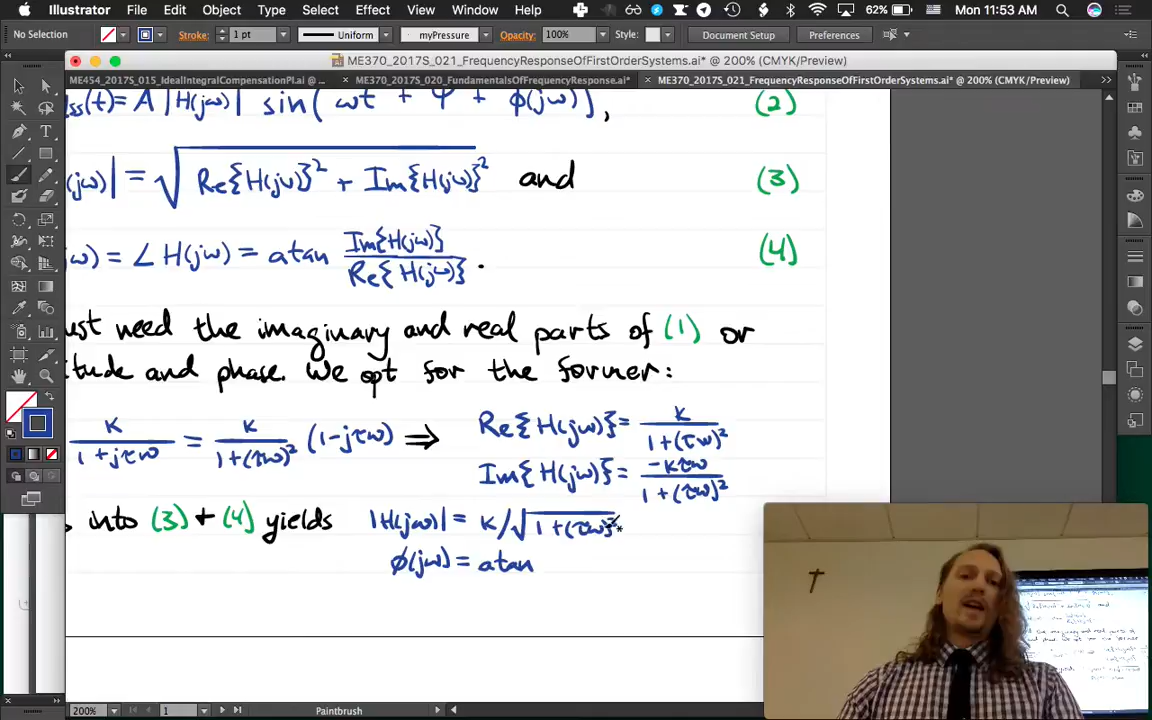 Illustrator File Edit Object Type Select Effect View Window Help 62% Mon 11:53 AM
No Selection Stroke: 1 pt Uniform myPressure Opacity: 100% Style: Document Setup Preferences
ME370_2017S_021_FrequencyResponseOfFirstOrderSystems.ai* @ 200% (CMYK/Preview)
ME454_2017S_015_IdealIntegralCompensationPI.ai @ ... ME370_2017S_020_FundamentalsOfFrequencyResponse.ai* ME370_2017S_021_FrequencyResponseOfFirstOrderSystems.ai* @ 200% (CMYK/Preview)
ss(t) = A |H(jω)| sin( ωt + Ψ + ϕ(jω) ), (2)
(jω)| = √ Re{H(jω)}² + Im{H(jω)}² and (3)
jω) = ∠ H(jω) = atan Im{H(jω)} / Re{H(jω)} . (4)
ust need the imaginary and real parts of (1) or
itude and phase. We opt for the former:
K / 1 + jτω = K / 1+(τω)² (1-jτω) ⇒ Re{H(jω)} = K / 1+(τω)²
Im{H(jω)} = -Kτω / 1+(τω)²
into (3) + (4) yields |H(jω)| = K/√ 1+(τω)²
ϕ(jω) = atan
200% 1 Paintbrush